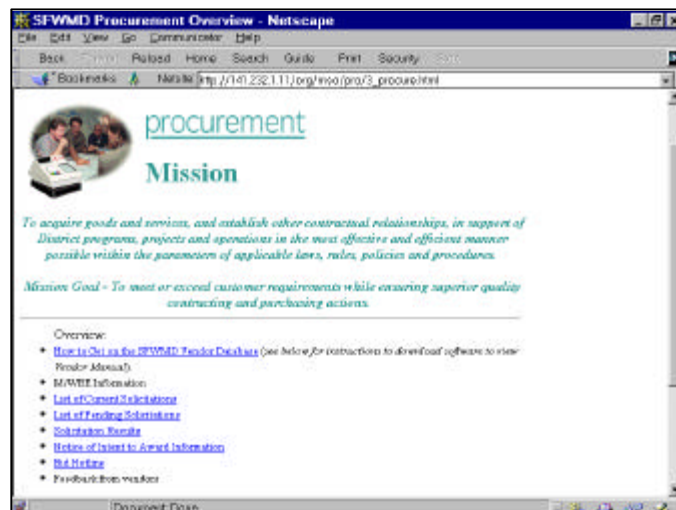 SFWMD Procurement Overview - Netscape
File Edit View Go Communicator Help
Back Reload Home Search Guide Print Security
Bookmarks Netsite http://141.232.1.11/org/mso/pro/3_procure.html
procurement
Mission
To acquire goods and services, and establish other contractual relationships, in support of
District programs, projects and operations in the most effective and efficient manner
possible within the parameters of applicable laws, rules, policies and procedures.
Mission Goal - To meet or exceed customer requirements while ensuring superior quality
contracting and purchasing actions.
Overview:
How to Get on the SFWMD Vendor Database (see below for instructions to download software to view
Vendor Manual).
M/WBE Information
List of Current Solicitations
List of Pending Solicitations
Solicitation Results
Notice of Intent to Award Information
Bid Hotline
Feedback from vendors
Document: Done